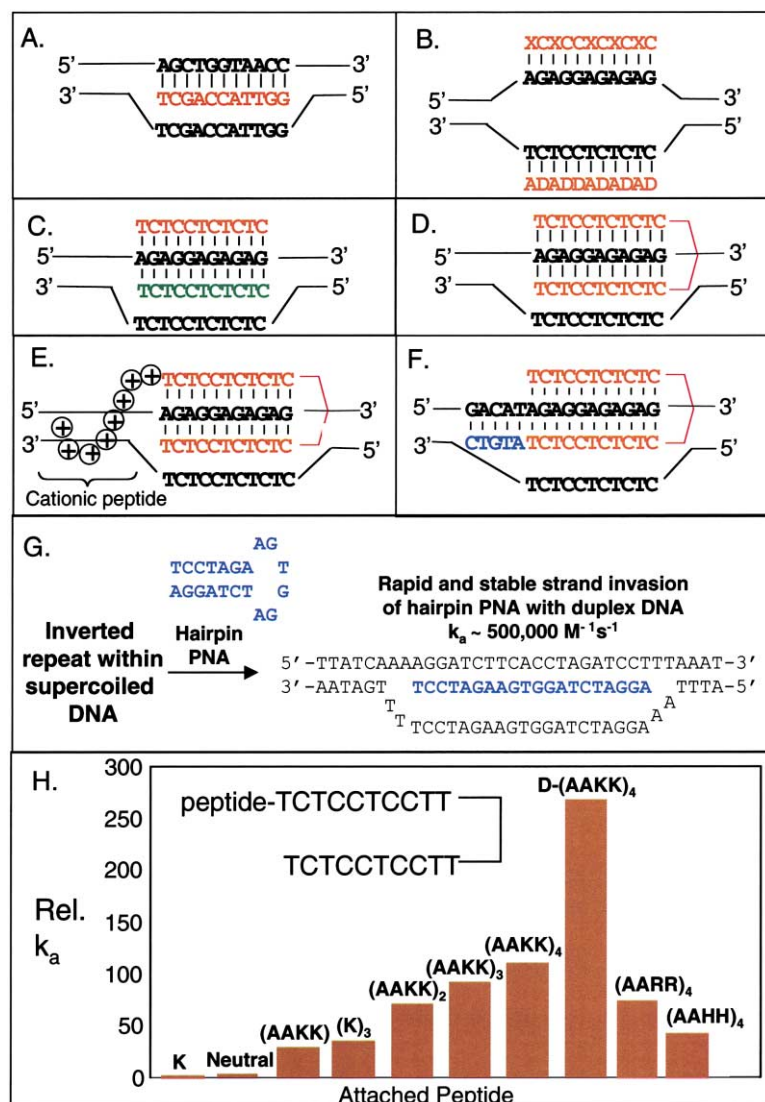 A.
5’ AGCTGGTAACC 3’
3’ TCGACCATTGG 5’
TCGACCATTGG
B.
XCXCCXCXCXC
AGAGGAGAGAG
5’ 3’
3’ 5’
TCTCCTCTCTC
ADADDADADAD
C.
TCTCCTCTCTC
5’ AGAGGAGAGAG 3’
3’ TCTCCTCTCTC 5’
TCTCCTCTCTC
D.
TCTCCTCTCTC
5’ AGAGGAGAGAG 3’
3’ TCTCCTCTCTC 5’
TCTCCTCTCTC
E.
+ + TCTCCTCTCTC
5’ + AGAGGAGAGAG 3’
3’ + + + + + TCTCCTCTCTC 5’
TCTCCTCTCTC
Cationic peptide
F.
TCTCCTCTCTC
5’ GACATAGAGGAGAGAG 3’
3’ CTGTATCTCCTCTCTC 5’
TCTCCTCTCTC
G.
AG
TCCTAGA T
AGGATCT G
AG
Inverted
repeat within
supercoiled
DNA
Hairpin
PNA
Rapid and stable strand invasion
of hairpin PNA with duplex DNA
kₐ ~ 500,000 M⁻¹s⁻¹
5’-TTATCAAAAGGATCTTCACCTAGATCCTTTAAAT-3’
3’-AATAGT TCCTAGAAGTGGATCTAGGA TTTA-5’
T T TCCTAGAAGTGGATCTAGGA A A
H.
peptide-TCTCCTCCTT
TCTCCTCCTT
Rel.
kₐ
300
250
200
150
100
50
0
K
Neutral
(AAKK)
(K)₃
(AAKK)₂
(AAKK)₃
(AAKK)₄
D-(AAKK)₄
(AARR)₄
(AAHH)₄
Attached Peptide